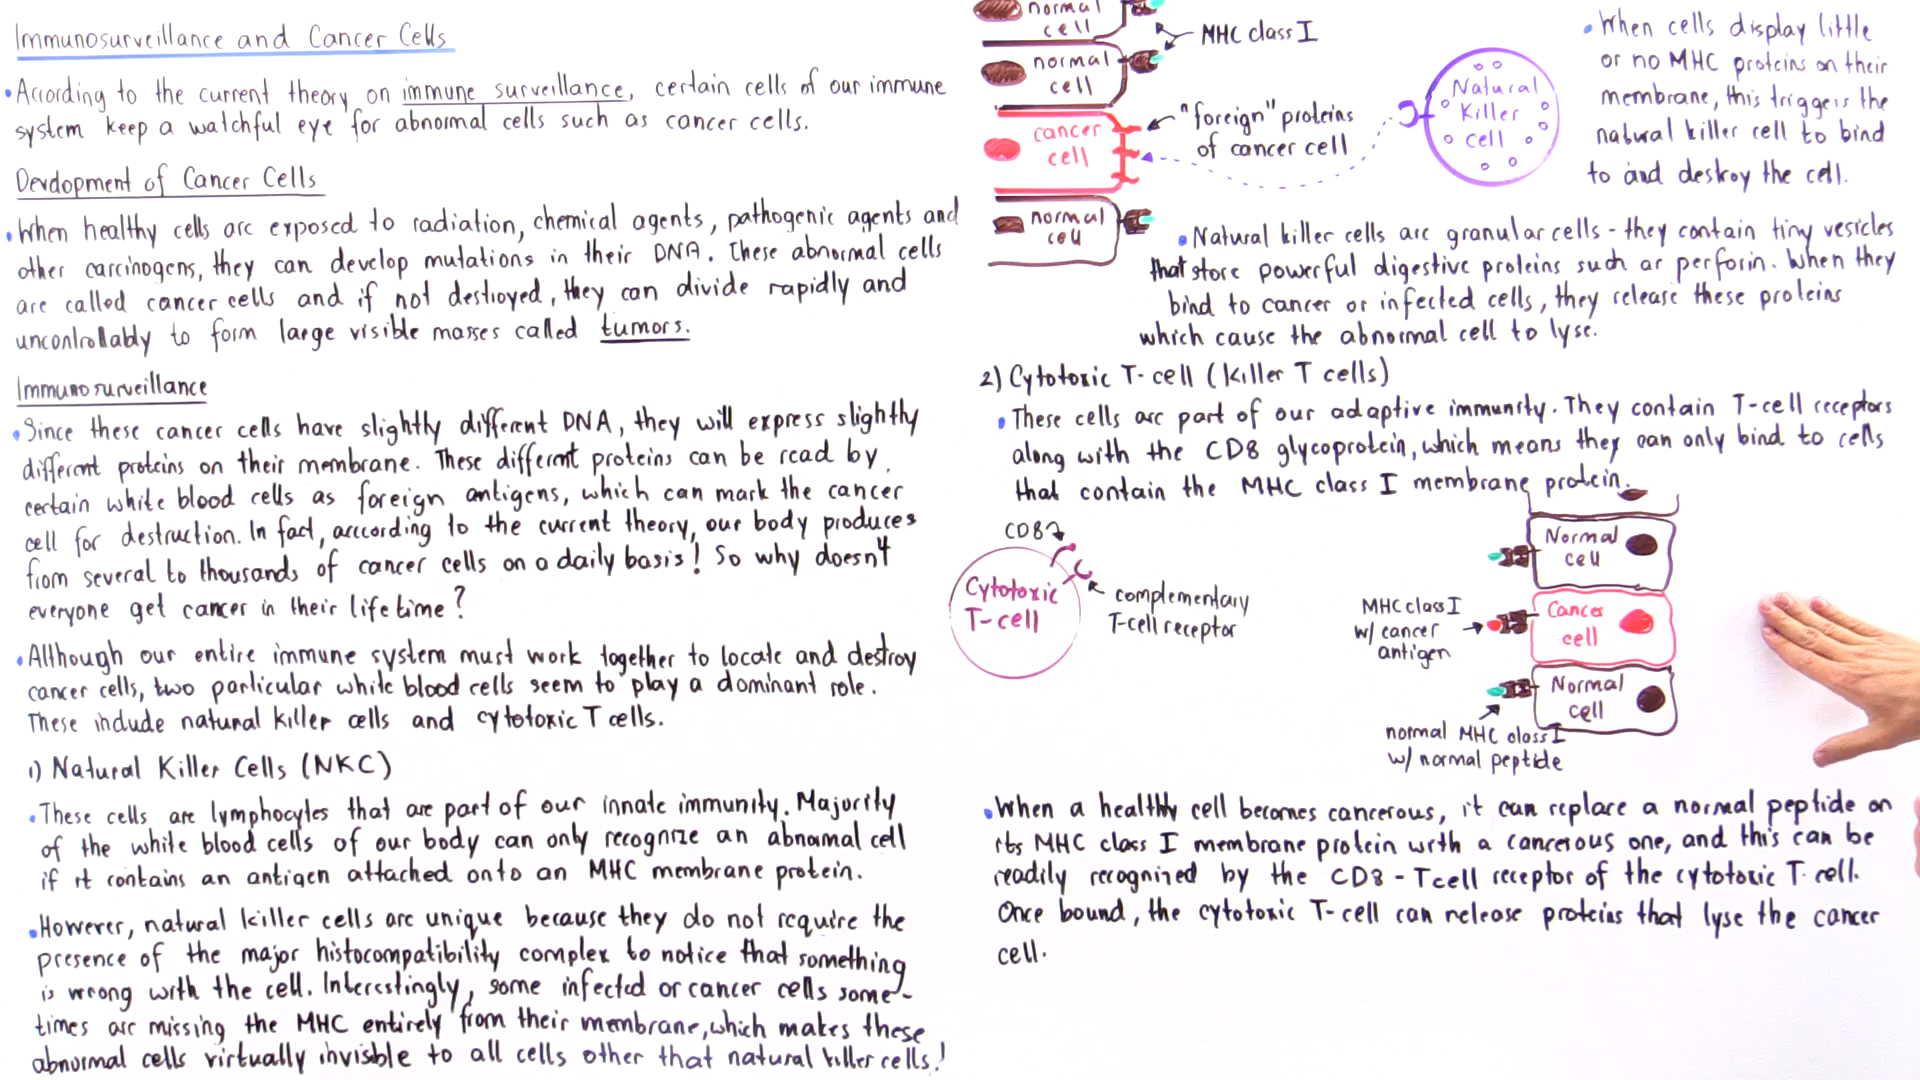 Immunosurveillance and Cancer Cells
• According to the current theory on immune surveillance, certain cells of our immune
system keep a watchful eye for abnormal cells such as cancer cells.
Development of Cancer Cells
• When healthy cells are exposed to radiation, chemical agents, pathogenic agents and
other carcinogens, they can develop mutations in their DNA. These abnormal cells
are called cancer cells and if not destroyed, they can divide rapidly and
uncontrollably to form large visible masses called tumors.
Immunosurveillance
• Since these cancer cells have slightly different DNA, they will express slightly
different proteins on their membrane. These different proteins can be read by
certain white blood cells as foreign antigens, which can mark the cancer
cell for destruction. In fact, acccording to the current theory, our body produces
from several to thousands of cancer cells on a daily basis! So why doesn't
everyone get cancer in their lifetime?
• Although our entire immune system must work together to locate and destroy
cancer cells, two particular white blood cells seem to play a dominant role.
These include natural killer cells and cytotoxic T cells.
1) Natural Killer Cells (NKC)
• These cells are lymphocytes that are part of our innate immunity. Majority
of the white blood cells of our body can only recognize an abnormal cell
if it contains an antigen attached onto an MHC membrane protein.
• However, natural killer cells are unique because they do not require the
presence of the major histocompatibility complex to notice that something
is wrong with the cell. Interestingly, some infected or cancer cells some-
times are missing the MHC entirely from their membrane, which makes these
abnormal cells virtually invisble to all cells other that natural killer cells!
normal
cell
MHC class I
normal
cell
cancer
cell
"foreign" proteins
of cancer cell
normal
cell
Natural
Killer
Cell
• When cells display little
or no MHC proteins on their
membrane, this triggers the
natural killer cell to bind
to and destroy the cell.
• Natural killer cells are granular cells - they contain tiny vesicles
that store powerful digestive proteins such as perforin. When they
bind to cancer or infected cells, they release these proteins
which cause the abnormal cell to lyse.
2) Cytotoxic T-cell (Killer T cells)
• These cells are part of our adaptive immunity. They contain T-cell receptors
along with the CD8 glycoprotein, which means they can only bind to cells
that contain the MHC class I membrane protein.
CD8
Cytotoxic
T-cell
complementary
T-cell receptor
Normal
cell
MHC class I
w/ cancer
antigen
Cancer
cell
Normal
cell
normal MHC class I
w/ normal peptide
• When a healthy cell becomes cancerous, it can replace a normal peptide on
its MHC class I membrane protein with a cancerous one, and this can be
readily recognized by the CD8 - T cell receptor of the cytotoxic T-cell.
Once bound, the cytotoxic T-cell can release proteins that lyse the cancer
cell.